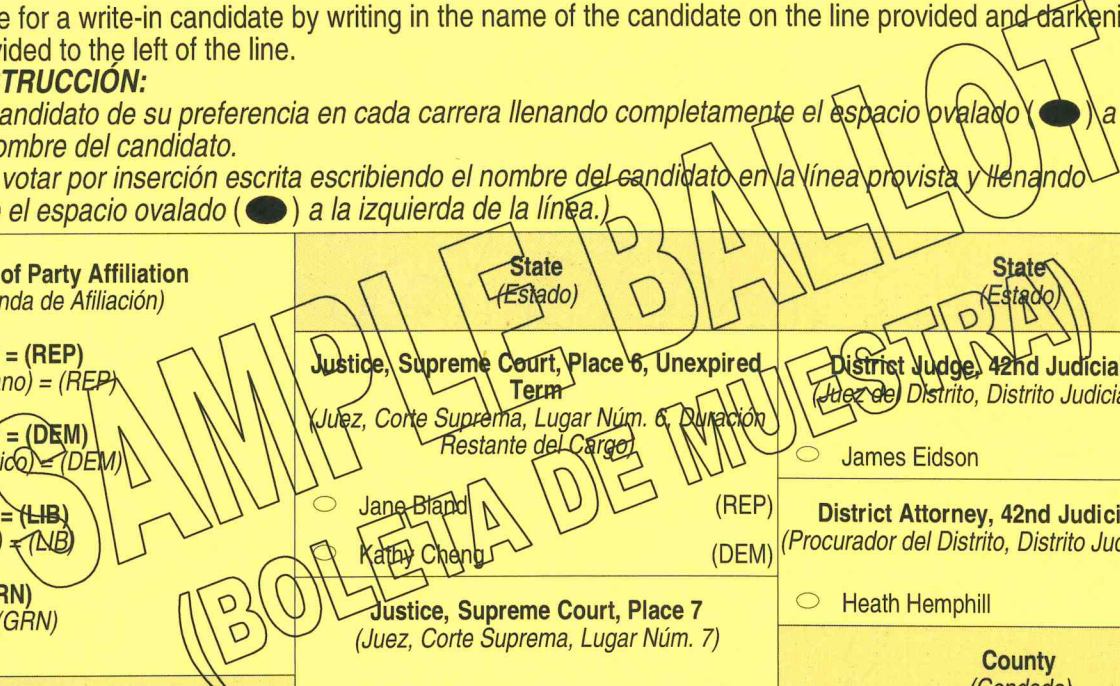 e for a write-in candidate by writing in the name of the candidate on the line provided and darkeni
vided to the left of the line.
TRUCCIÓN:
andidato de su preferencia en cada carrera llenando completamente el espacio ovalado ( ) a
ombre del candidato.
votar por inserción escrita escribiendo el nombre del candidato en la línea provista y llenando
el espacio ovalado ( ) a la izquierda de la línea.)
SAMPLE BALLOT
(BOLETA DE MUESTRA)
of Party Affiliation
nda de Afiliación)
= (REP)
ano) = (REP)
= (DEM)
ico) = (DEM)
= (LIB)
) = (LIB)
RN)
(GRN)
State
(Estado)
Justice, Supreme Court, Place 6, Unexpired
Term
(Juez, Corte Suprema, Lugar Núm. 6, Duración
Restante del Cargo)
Jane Bland (REP)
Kathy Cheng (DEM)
Justice, Supreme Court, Place 7
(Juez, Corte Suprema, Lugar Núm. 7)
State
(Estado)
District Judge, 42nd Judicia
(Juez del Distrito, Distrito Judicia
James Eidson
District Attorney, 42nd Judici
(Procurador del Distrito, Distrito Jud
Heath Hemphill
County
(Condado)